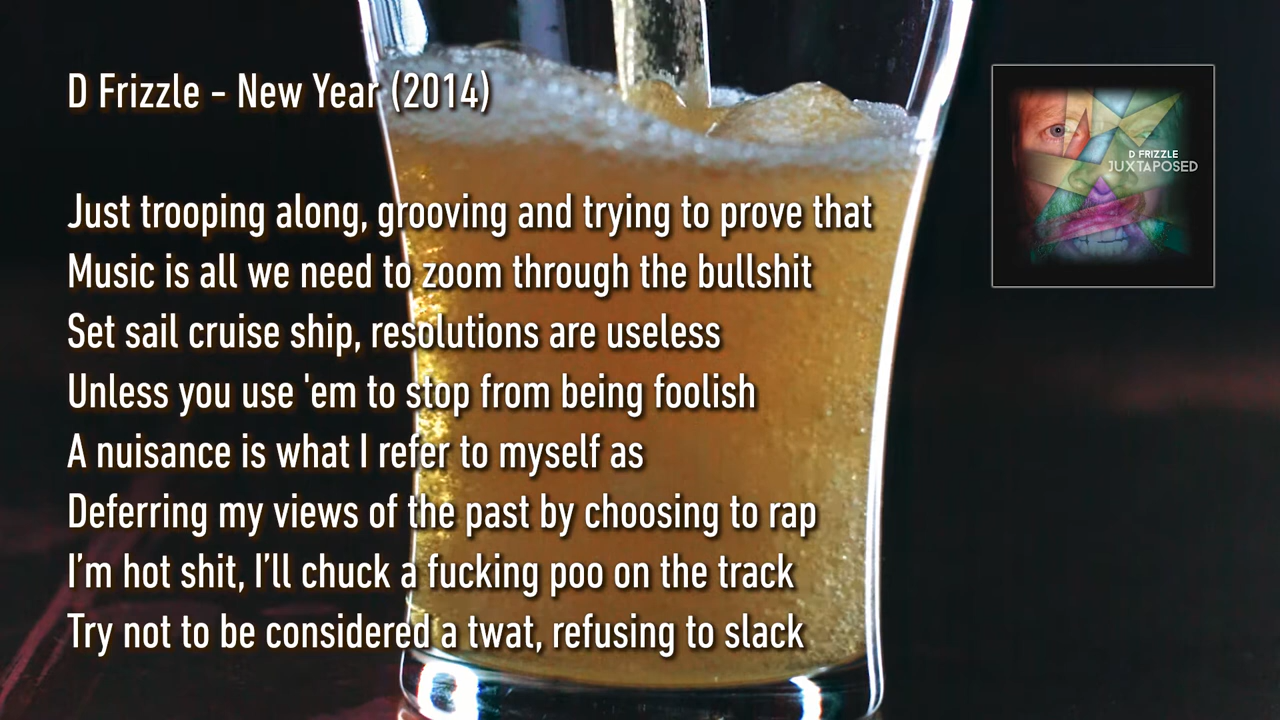 D Frizzle - New Year (2014)
Just trooping along, grooving and trying to prove that
Music is all we need to zoom through the bullshit
Set sail cruise ship, resolutions are useless
Unless you use 'em to stop from being foolish
A nuisance is what I refer to myself as
Deferring my views of the past by choosing to rap
I’m hot shit, I’ll chuck a fucking poo on the track
Try not to be considered a twat, refusing to slack
D FRIZZLE
JUXTAPOSED